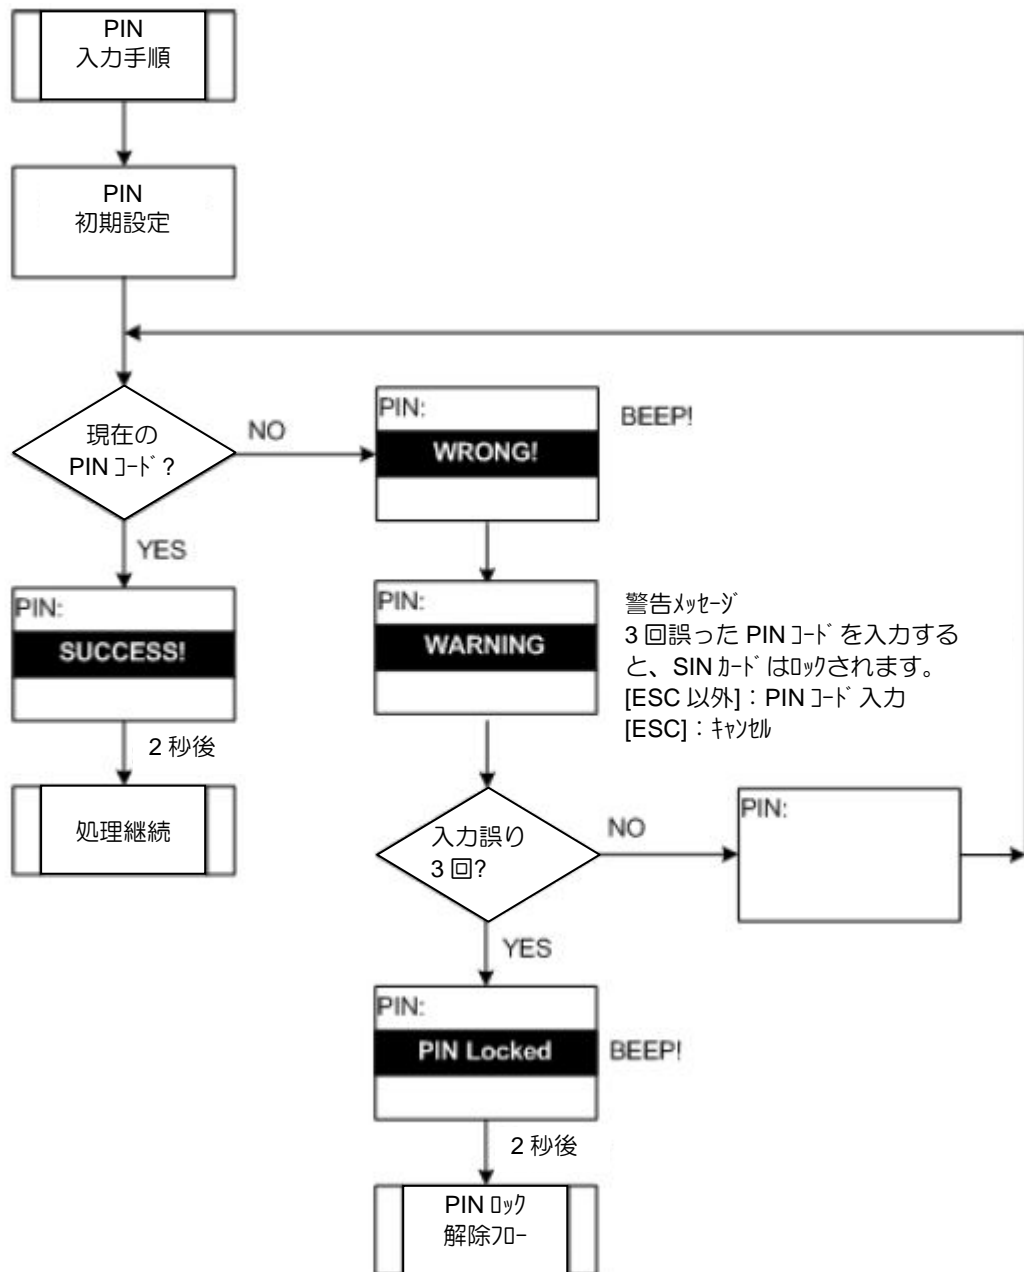 PIN
入力手順
PIN
初期設定
現在の
PIN ｺｰﾄﾞ?
NO
PIN:
WRONG!
BEEP!
YES
PIN:
SUCCESS!
PIN:
WARNING
警告ﾒｯｾｰｼﾞ
3 回誤った PIN ｺｰﾄﾞを入力する
と、SIN ｶｰﾄﾞはﾛｯｸされます。
[ESC 以外]：PIN ｺｰﾄﾞ入力
[ESC]：ｷｬﾝｾﾙ
2 秒後
処理継続
入力誤り
3 回?
NO
PIN:
YES
PIN:
PIN Locked
BEEP!
2 秒後
PIN ﾛｯｸ
解除ﾌﾛｰ